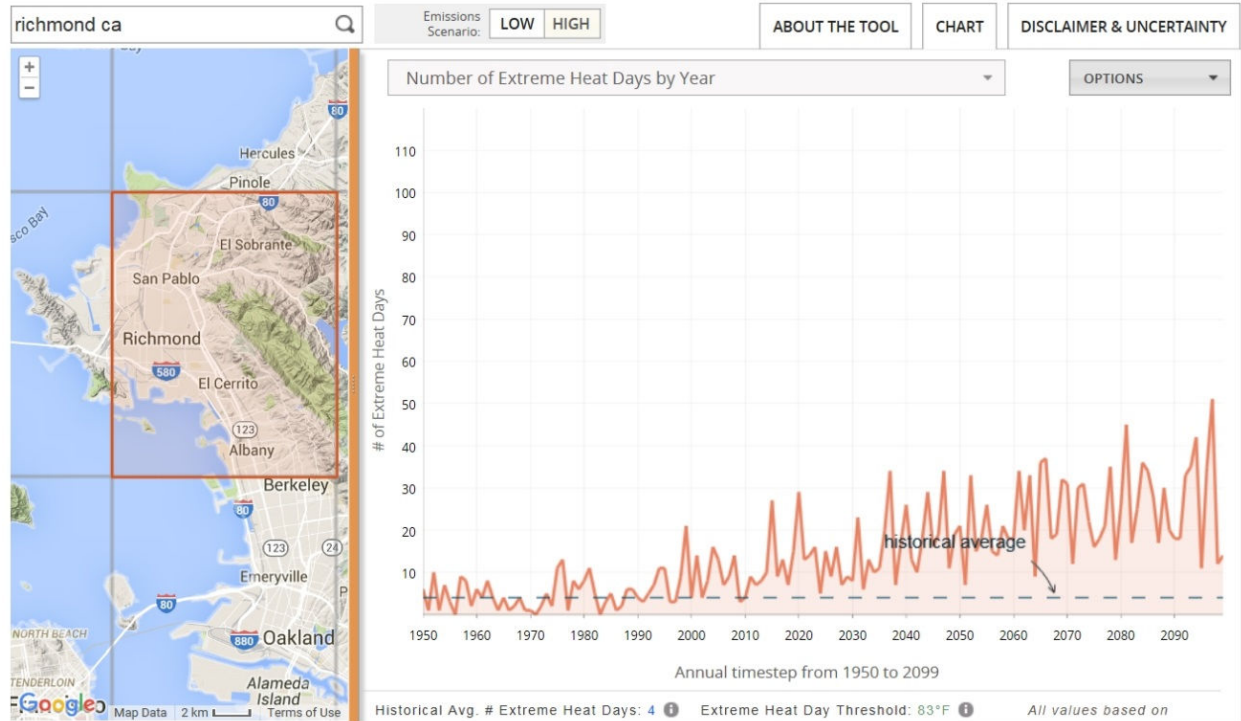 richmond ca
Emissions Scenario: LOW HIGH
ABOUT THE TOOL
CHART
DISCLAIMER & UNCERTAINTY
+
−
80
Hercules
Pinole
80
sco Bay
El Sobrante
San Pablo
Richmond
580
El Cerrito
123
Albany
Berkeley
80
123
24
Emeryville
P
80
NORTH BEACH
880
Oakland
TENDERLOIN
Alameda
Island
Google
Map Data
2 km
Terms of Use
Number of Extreme Heat Days by Year
OPTIONS
# of Extreme Heat Days
110
100
90
80
70
60
50
40
30
20
10
historical average
1950 1960 1970 1980 1990 2000 2010 2020 2030 2040 2050 2060 2070 2080 2090
Annual timestep from 1950 to 2099
Historical Avg. # Extreme Heat Days: 4 Extreme Heat Day Threshold: 83°F All values based on